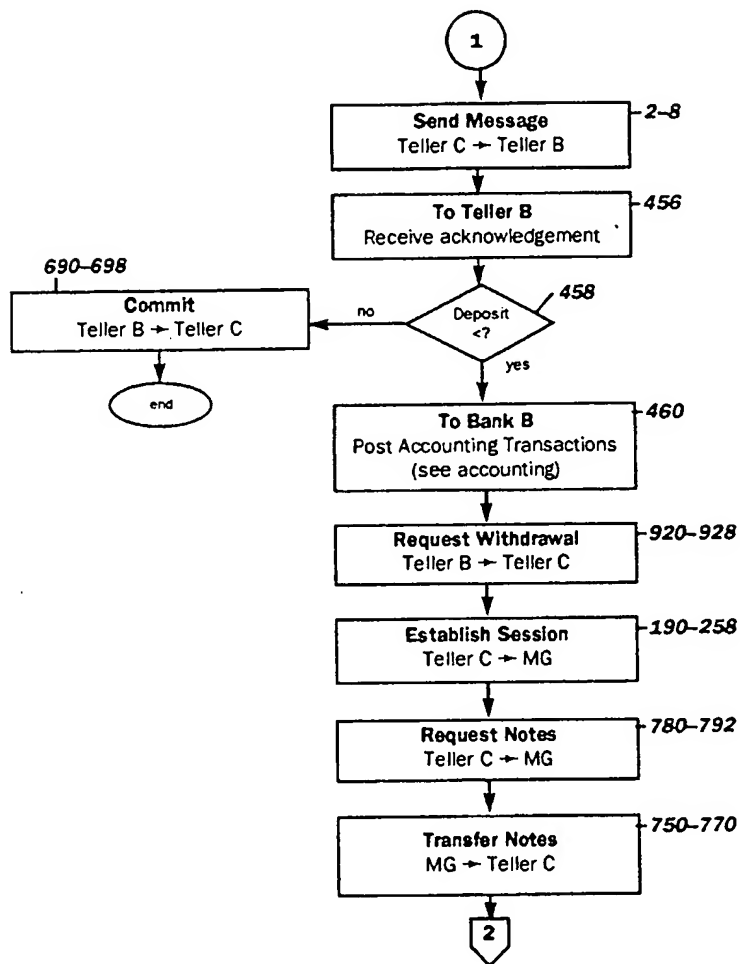 1
Send Message
Teller C → Teller B
2–8
To Teller B
Receive acknowledgement
456
690–698
Commit
Teller B → Teller C
no
Deposit
<?
458
yes
end
To Bank B
Post Accounting Transactions
(see accounting)
460
Request Withdrawal
Teller B → Teller C
920–928
Establish Session
Teller C → MG
190–258
Request Notes
Teller C → MG
780–792
Transfer Notes
MG → Teller C
750–770
2